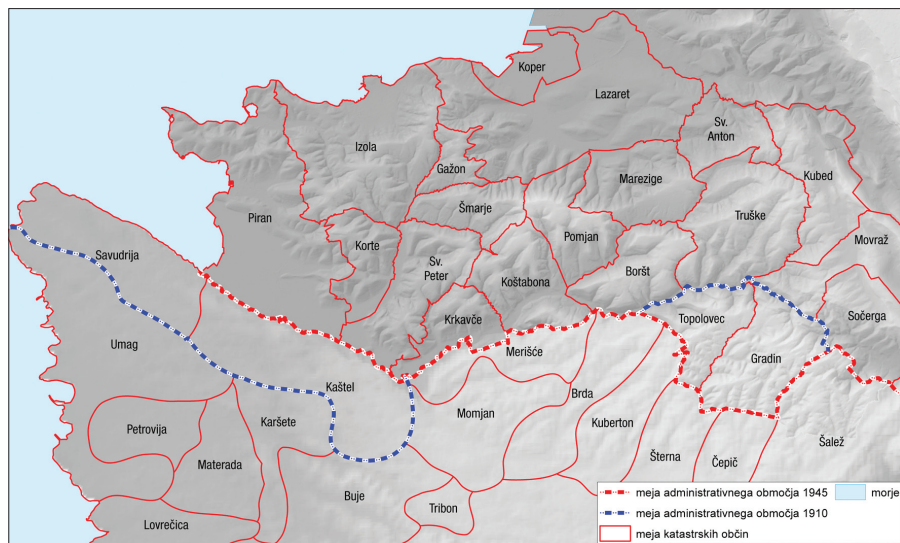 Koper
Lazaret
Sv.
Anton
Izola
Gažon
Kubed
Marezige
Šmarje
Piran
Truške
Korte
Pomjan
Movraž
Savudrija
Sv.
Peter
Koštabona
Boršt
Sočerga
Krkavče
Topolovec
Umag
Merišče
Gradin
Kaštel
Brda
Momjan
Karšete
Kuberton
Petrovija
Šalež
Šterna
Čepič
Materada
Buje
Tribon
Lovrečica
meja administrativnega območja 1945
morje
meja administrativnega območja 1910
meja katastrskih občin